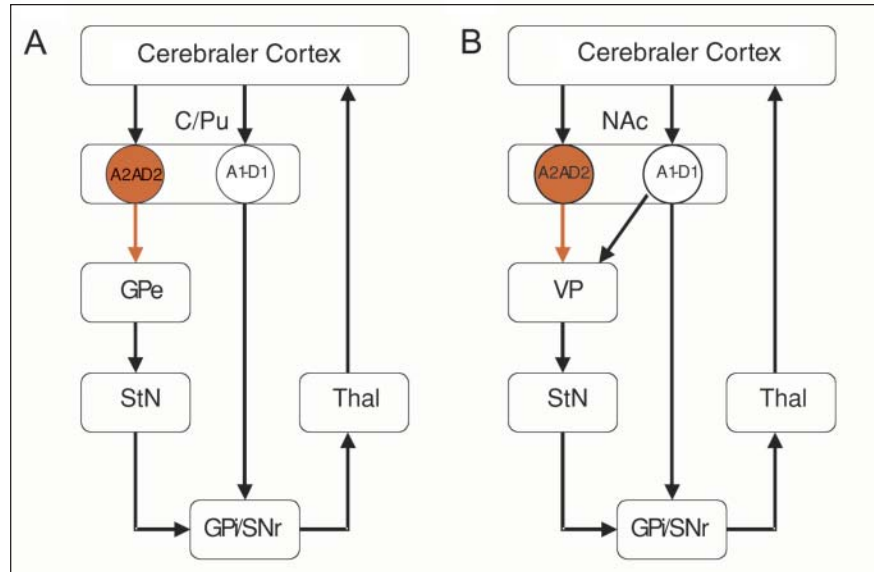 A
Cerebraler Cortex
C/Pu
A2AD2
A1-D1
GPe
StN
Thal
GPi/SNr
B
Cerebraler Cortex
NAc
A2AD2
A1-D1
VP
StN
Thal
GPi/SNr